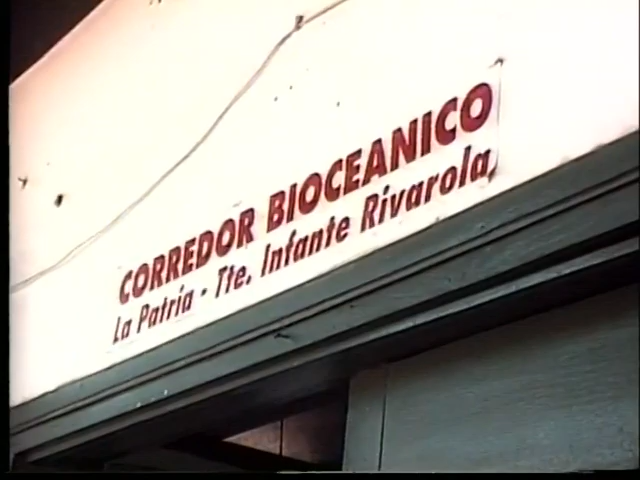 CORREDOR BIOCEANICO
La Patria - Tte. Infante Rivarola,